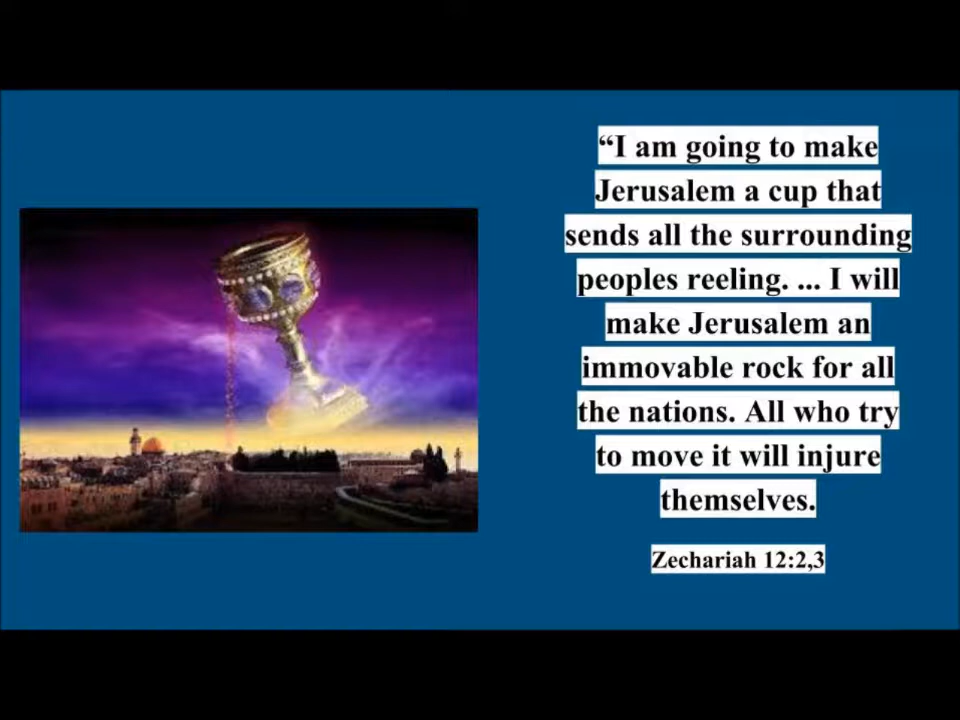 “I am going to make
Jerusalem a cup that
sends all the surrounding
peoples reeling. ... I will
make Jerusalem an
immovable rock for all
the nations. All who try
to move it will injure
themselves.
Zechariah 12:2,3